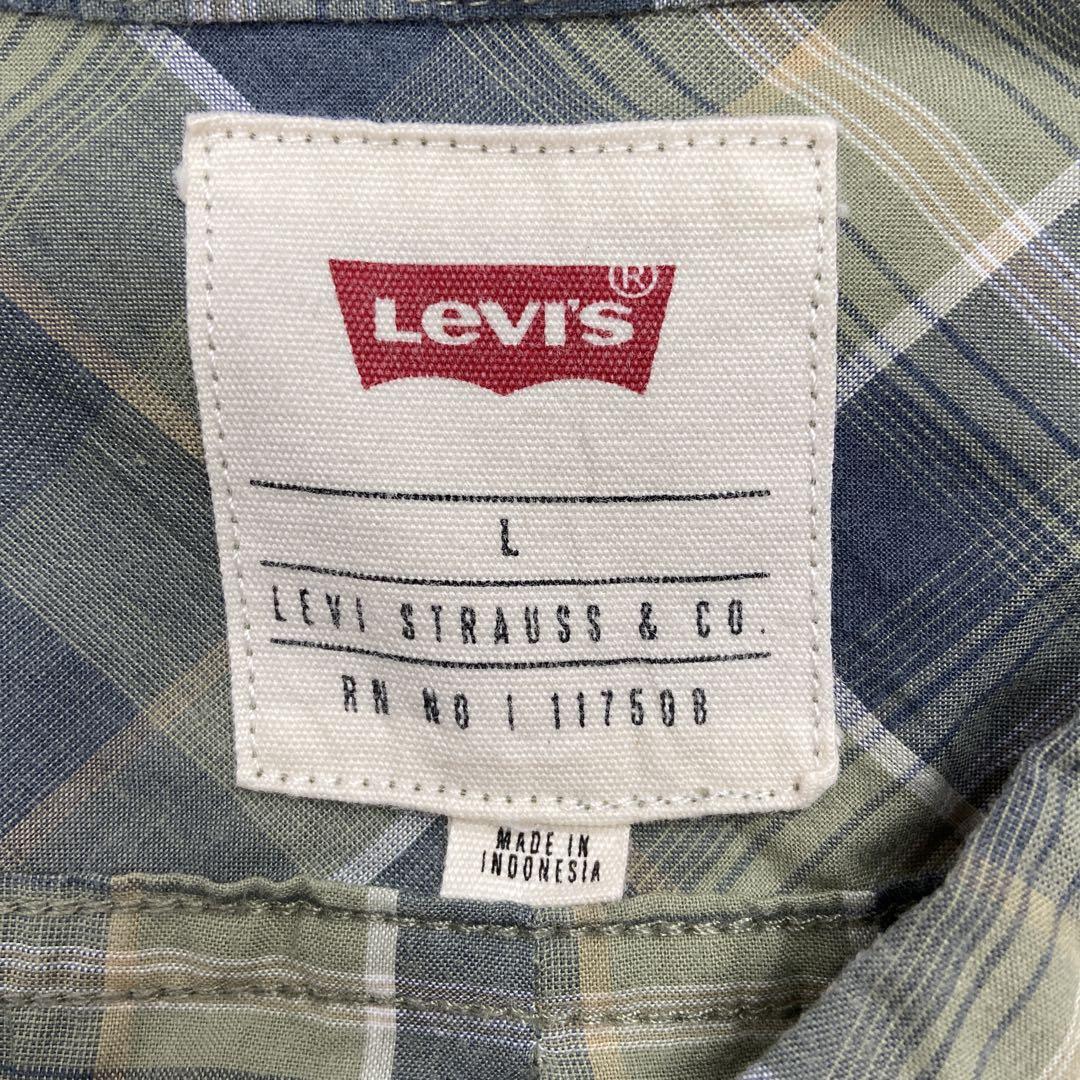 LEVI'S®
L
LEVI STRAUSS & CO.
RN NO | 117508
MADE IN
INDONESIA